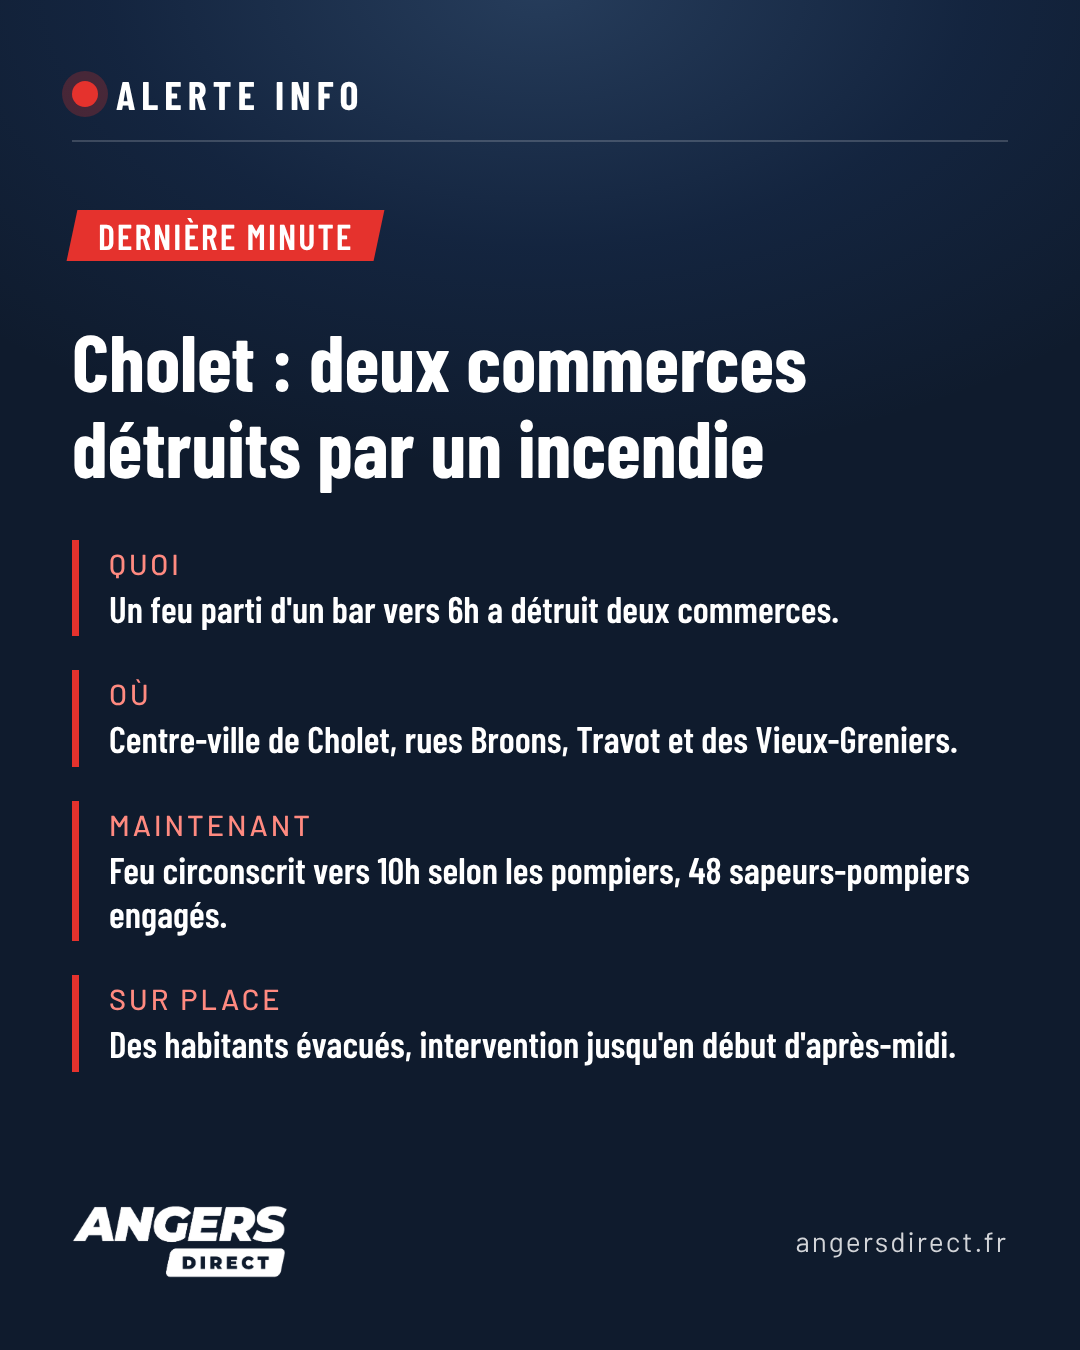 ALERTE INFO
DERNIÈRE MINUTE
Cholet : deux commerces
détruits par un incendie
QUOI
Un feu parti d'un bar vers 6h a détruit deux commerces.
OÙ
Centre-ville de Cholet, rues Broons, Travot et des Vieux-Greniers.
MAINTENANT
Feu circonscrit vers 10h selon les pompiers, 48 sapeurs-pompiers
engagés.
SUR PLACE
Des habitants évacués, intervention jusqu'en début d'après-midi.
ANGERS
DIRECT
angersdirect.fr